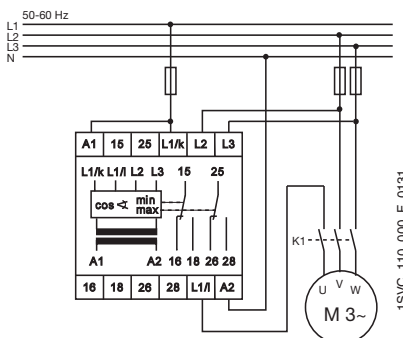 50-60 Hz
L1
L2
L3
N
A1 15 25 L1/k L2 L3
L1/k L1/l L2 L3 15 25
cos ∢ min
max
A1 A2 16 18 26 28
16 18 26 28 L1/l A2
K1
U V W
M 3~
1SVC 110 000 F 0131